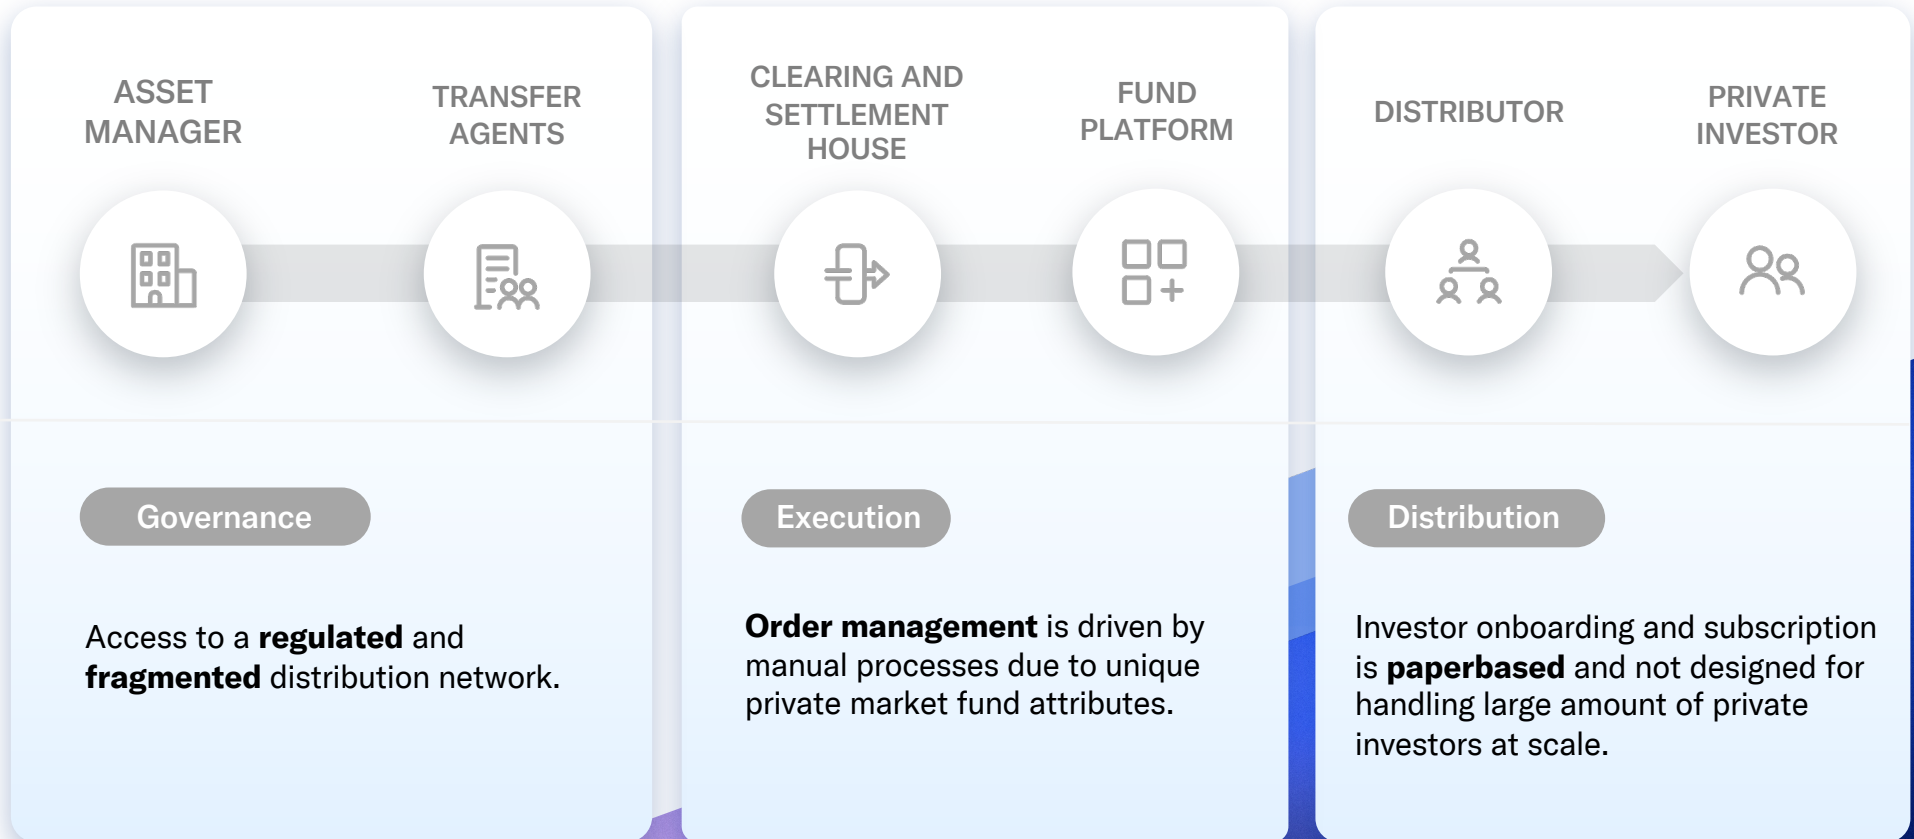 ASSET
MANAGER
TRANSFER
AGENTS
CLEARING AND
SETTLEMENT
HOUSE
FUND
PLATFORM
DISTRIBUTOR
PRIVATE
INVESTOR
Governance
Access to a regulated and
fragmented distribution network.
Execution
Order management is driven by
manual processes due to unique
private market fund attributes.
Distribution
Investor onboarding and subscription
is paperbased and not designed for
handling large amount of private
investors at scale.